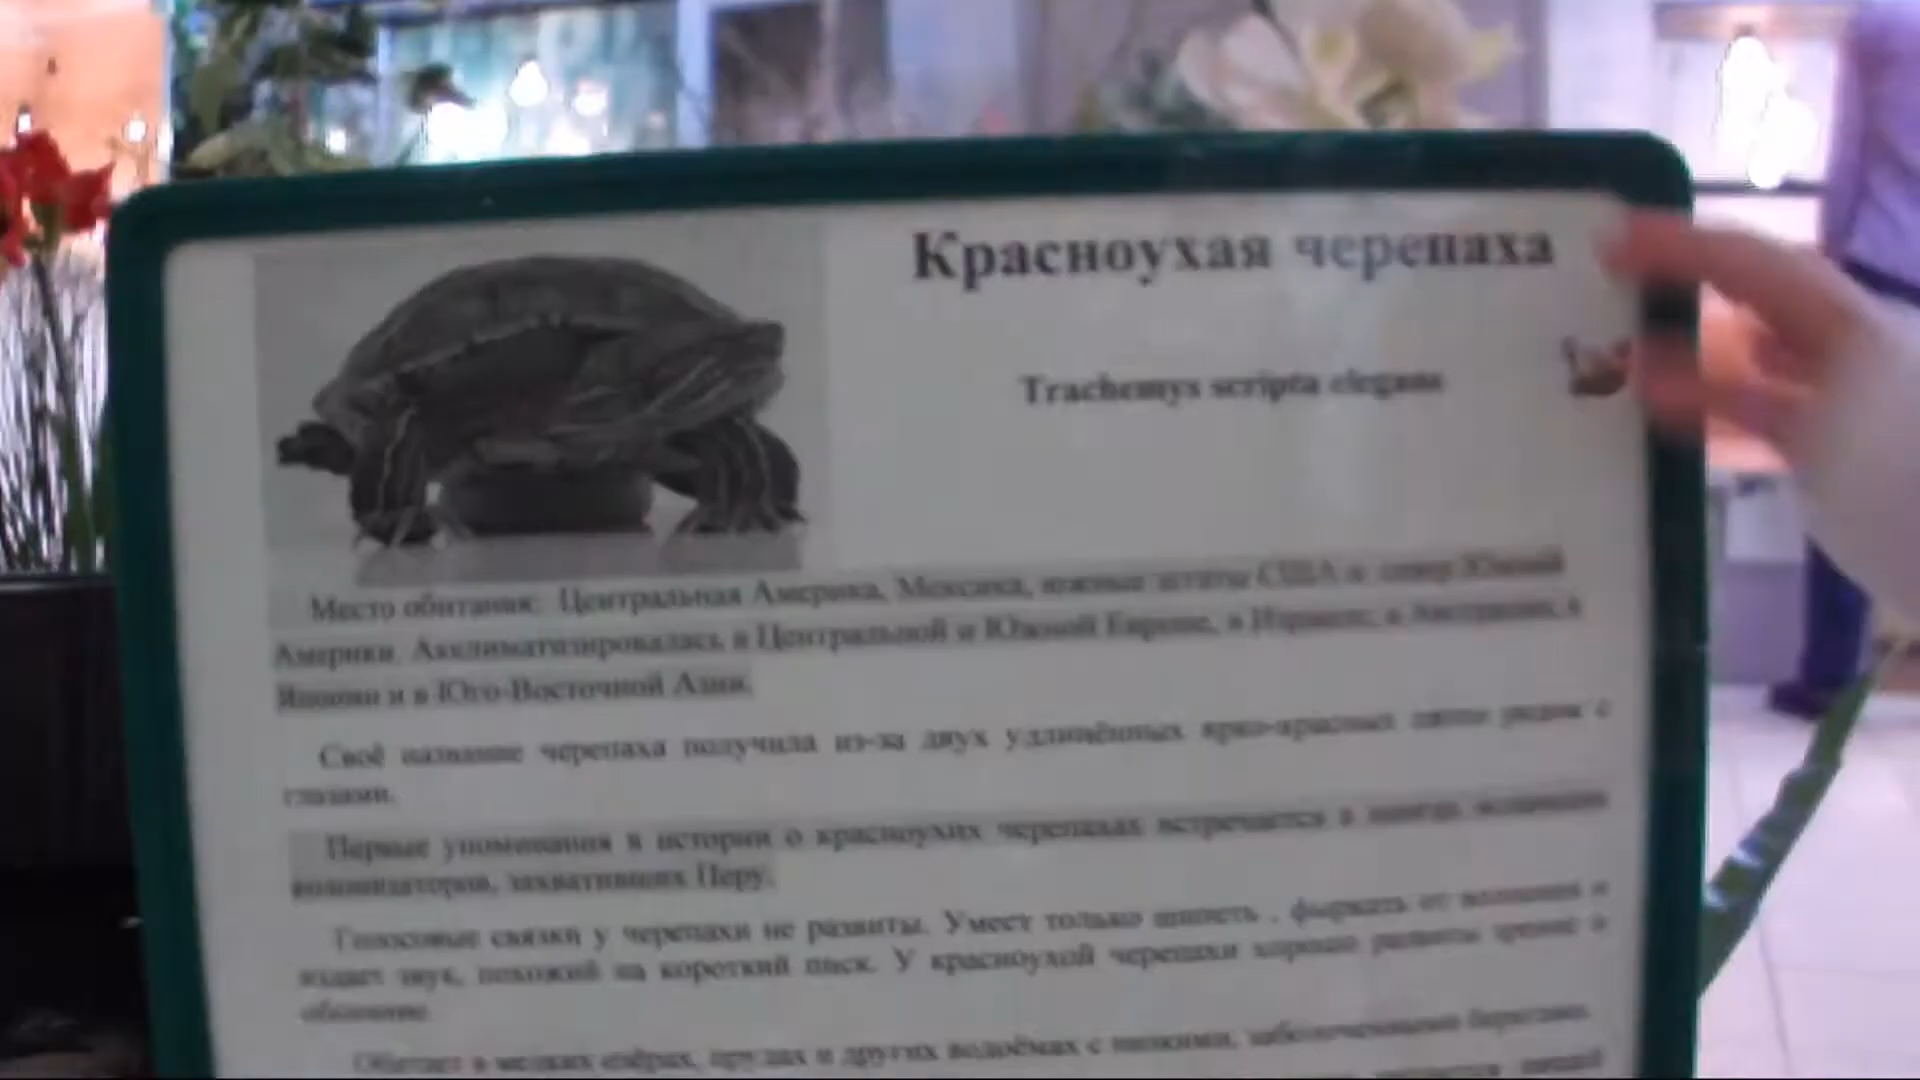 Красноухая черепаха
Trachemys scripta elegans
Место обитания: Центральная Америка, Мексика, южные штаты США и север Южной
Америки. Акклиматизировалась в Центральной и Южной Европе, в Израиле, в Австралии, в
Японии и в Юго-Восточной Азии.
Своё название черепаха получила из-за двух удлинённых ярко-красных пятен рядом с
глазами.
Первые упоминания в истории о красноухих черепахах встречается в
колонизаторов, захвативших Перу.
Голосовые связки у черепахи не развиты. Умеет только шипеть , фыркать от волнения и
издает звук, похожий на короткий писк. У красноухой черепахи хорошо развиты зрение и
обоняние.
Обитает в мелких озёрах, прудах и других водоёмах с низкими, заболоченными берегами.